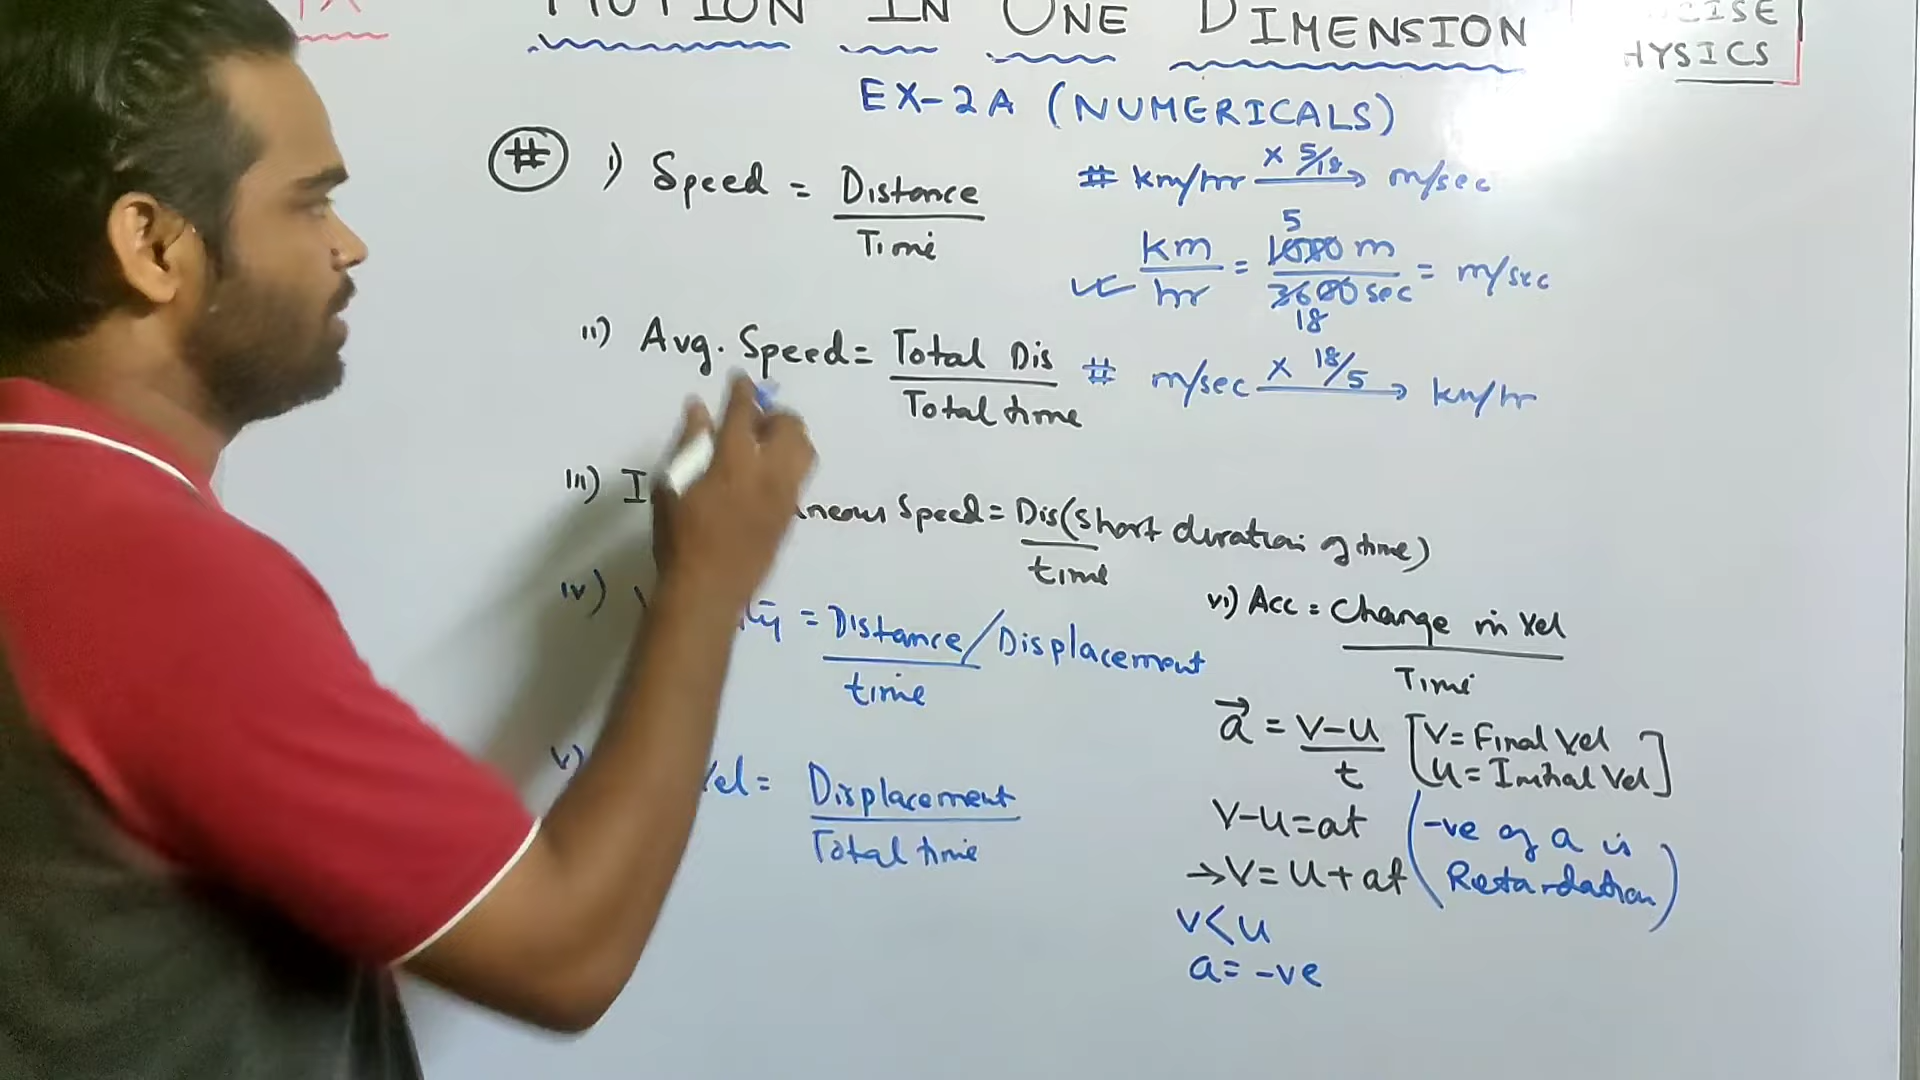 MOTION IN ONE DIMENSION
EX-2A (NUMERICALS)
# i) Speed = Distance
Time
# km/hr × 5/18 → m/sec
km/hr = 1000 m/3600 sec = m/sec
5
18
ii) Avg. Speed = Total Dis
Total time
# m/sec × 18/5 → km/hr
iii) I neous Speed = Dis(short duration of time)
time
iv) ity = Distance/Displacement
time
v) Vel = Displacement
Total time
vi) Acc = Change in Vel
Time
a = v-u/t [V = Final Vel
u = Initial Vel]
V-u=at
→V=u+at
(-ve of a is
Retardation)
v<u
a= -ve